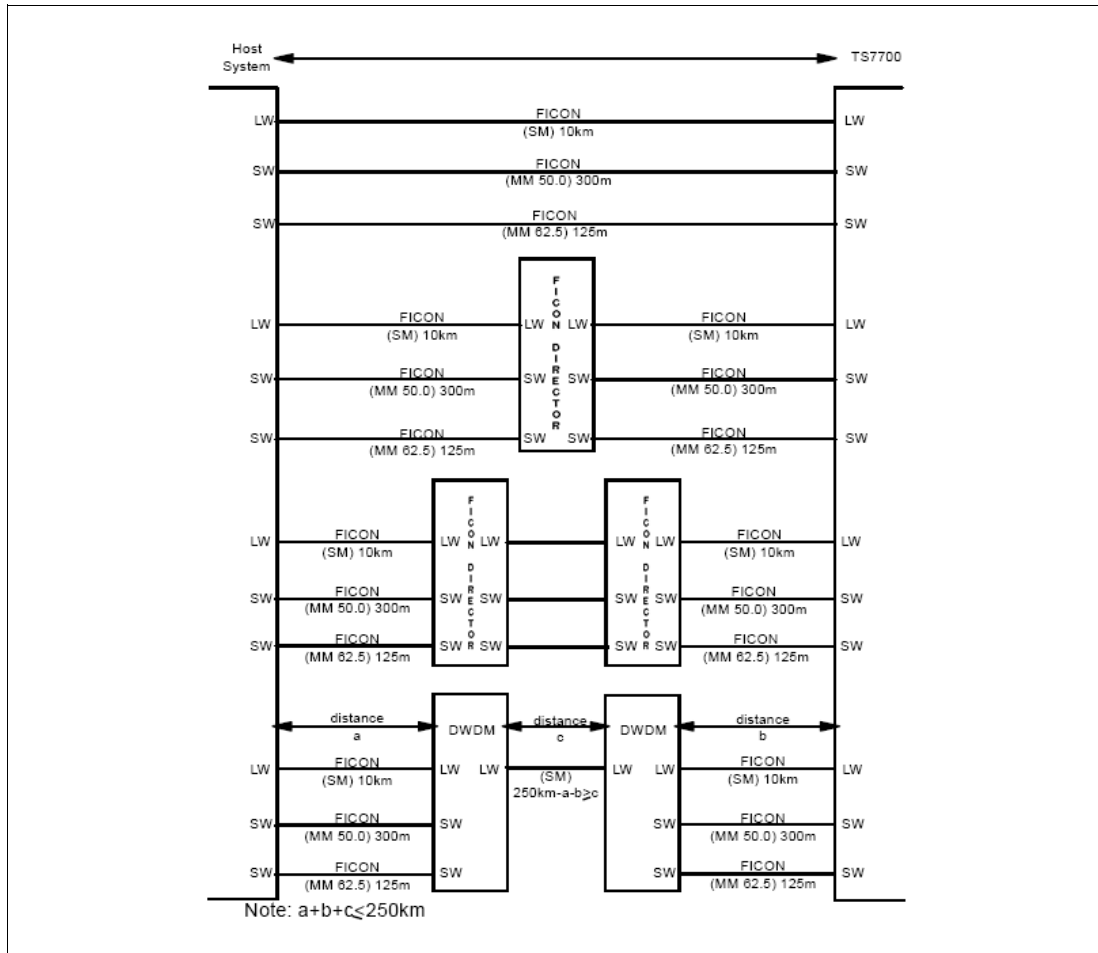 Host
System
TS7700
LW FICON LW
(SM) 10km
SW FICON SW
(MM 50.0) 300m
SW FICON SW
(MM 62.5) 125m
FICON DIRECTOR
LW FICON LW LW FICON LW
(SM) 10km (SM) 10km
SW FICON SW SW FICON SW
(MM 50.0) 300m (MM 50.0) 300m
SW FICON SW SW FICON SW
(MM 62.5) 125m (MM 62.5) 125m
FICON DIRECTOR FICON DIRECTOR
LW FICON LW LW LW LW FICON LW
(SM) 10km (SM) 10km
SW FICON SW SW SW SW FICON SW
(MM 50.0) 300m (MM 50.0) 300m
SW FICON SW SW SW SW FICON SW
(MM 62.5) 125m (MM 62.5) 125m
distance DWDM distance DWDM distance
a c b
LW FICON LW LW (SM) LW LW FICON LW
(SM) 10km 250km-a-b≥c (SM) 10km
SW FICON SW SW FICON SW
(MM 50.0) 300m (MM 50.0) 300m
SW FICON SW SW FICON SW
(MM 62.5) 125m (MM 62.5) 125m
Note: a+b+c≤250km